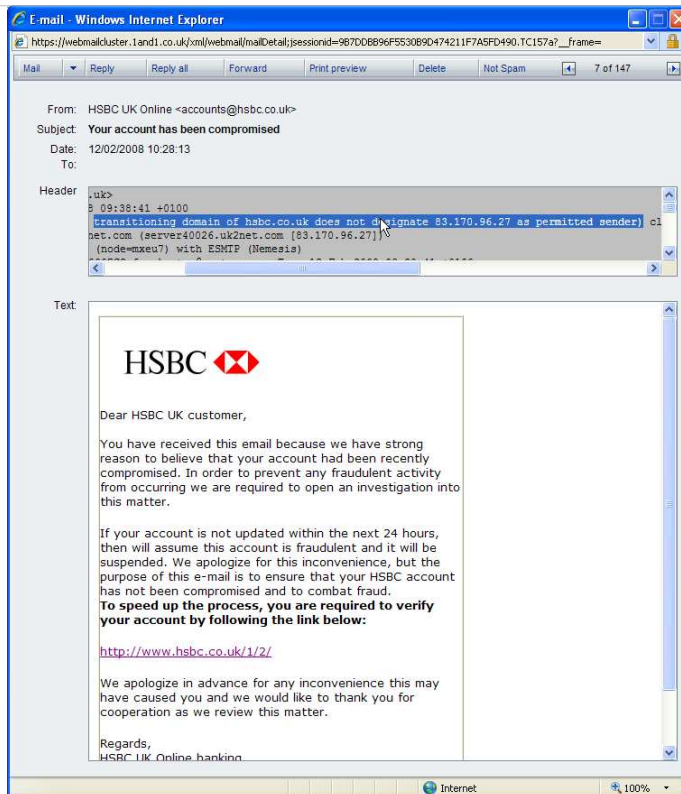 E-mail - Windows Internet Explorer
https://webmailcluster.1and1.co.uk/xml/webmail/mailDetail;jsessionid=9B7DDBB96F5530B9D474211F7A5FD490.TC157a?__frame=
Mail Reply Reply all Forward Print preview Delete Not Spam 7 of 147
From: HSBC UK Online <accounts@hsbc.co.uk>
Subject: Your account has been compromised
Date: 12/02/2008 10:28:13
To:
Header
.uk>
8 09:38:41 +0100
transitioning domain of hsbc.co.uk does not designate 83.170.96.27 as permitted sender) cl
net.com (server40026.uk2net.com [83.170.96.27])
(node=mxeu7) with ESMTP (Nemesis)
Text:
HSBC
Dear HSBC UK customer,
You have received this email because we have strong
reason to believe that your account had been recently
compromised. In order to prevent any fraudulent activity
from occurring we are required to open an investigation into
this matter.
If your account is not updated within the next 24 hours,
then will assume this account is fraudulent and it will be
suspended. We apologize for this inconvenience, but the
purpose of this e-mail is to ensure that your HSBC account
has not been compromised and to combat fraud.
To speed up the process, you are required to verify
your account by following the link below:
http://www.hsbc.co.uk/1/2/
We apologize in advance for any inconvenience this may
have caused you and we would like to thank you for
cooperation as we review this matter.
Regards,
HSBC UK Online banking
Internet 100%